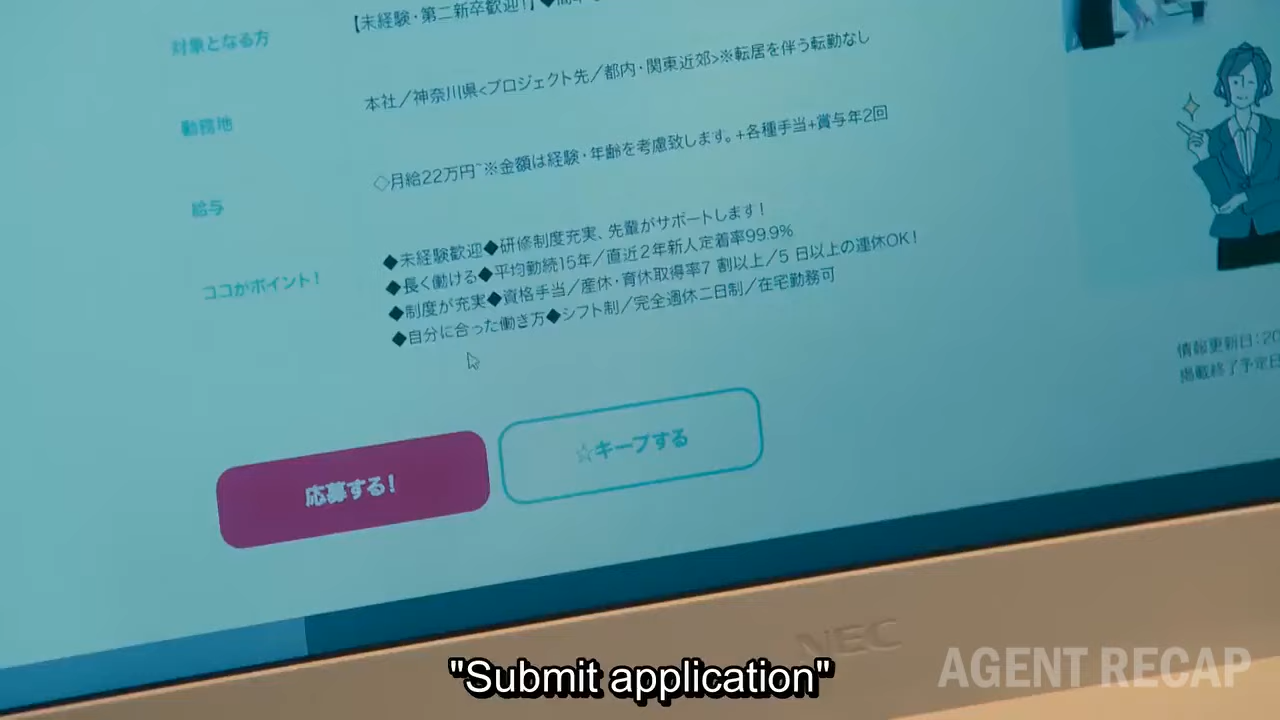 【未経験・第二新卒歓迎！】◆
対象となる方
本社／神奈川県<プロジェクト先／都内・関東近郊>※転居を伴う転勤なし
勤務地
◇月給22万円~※金額は経験・年齢を考慮致します。+各種手当+賞与年2回
給与
◆未経験歓迎◆研修制度充実、先輩がサポートします！
◆長く働ける◆平均勤続15年／直近2年新人定着率99.9%
ココがポイント！
◆制度が充実◆資格手当／産休・育休取得率7 割以上／5 日以上の連休OK！
◆自分に合った働き方◆シフト制／完全週休二日制／在宅勤務可
情報更新日：20
掲載終了予定日
応募する！
☆キープする
NEC
"Submit application"
AGENT RECAP